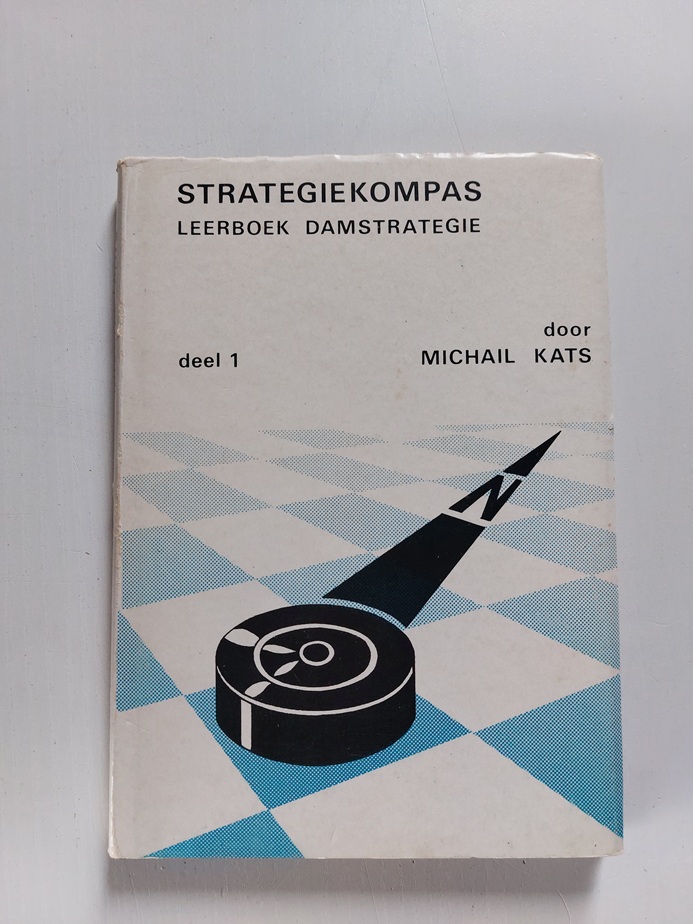 STRATEGIEKOMPAS
LEERBOEK DAMSTRATEGIE
door
deel 1 MICHAIL KATS
N